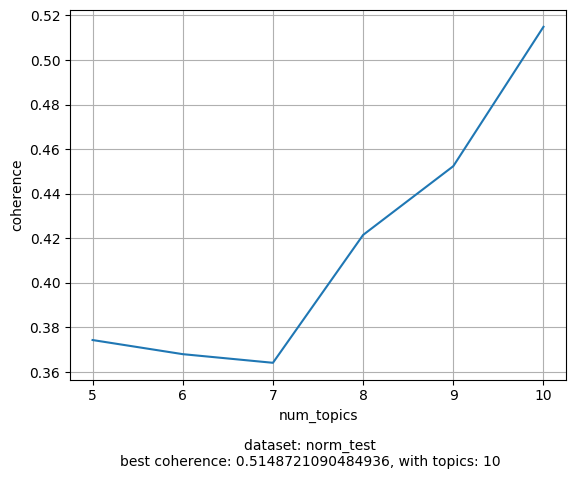 0.52
0.50
0.48
0.46
0.44
0.42
0.40
0.38
0.36
coherence
5 6 7 8 9 10
num_topics
dataset: norm_test
best coherence: 0.5148721090484936, with topics: 10